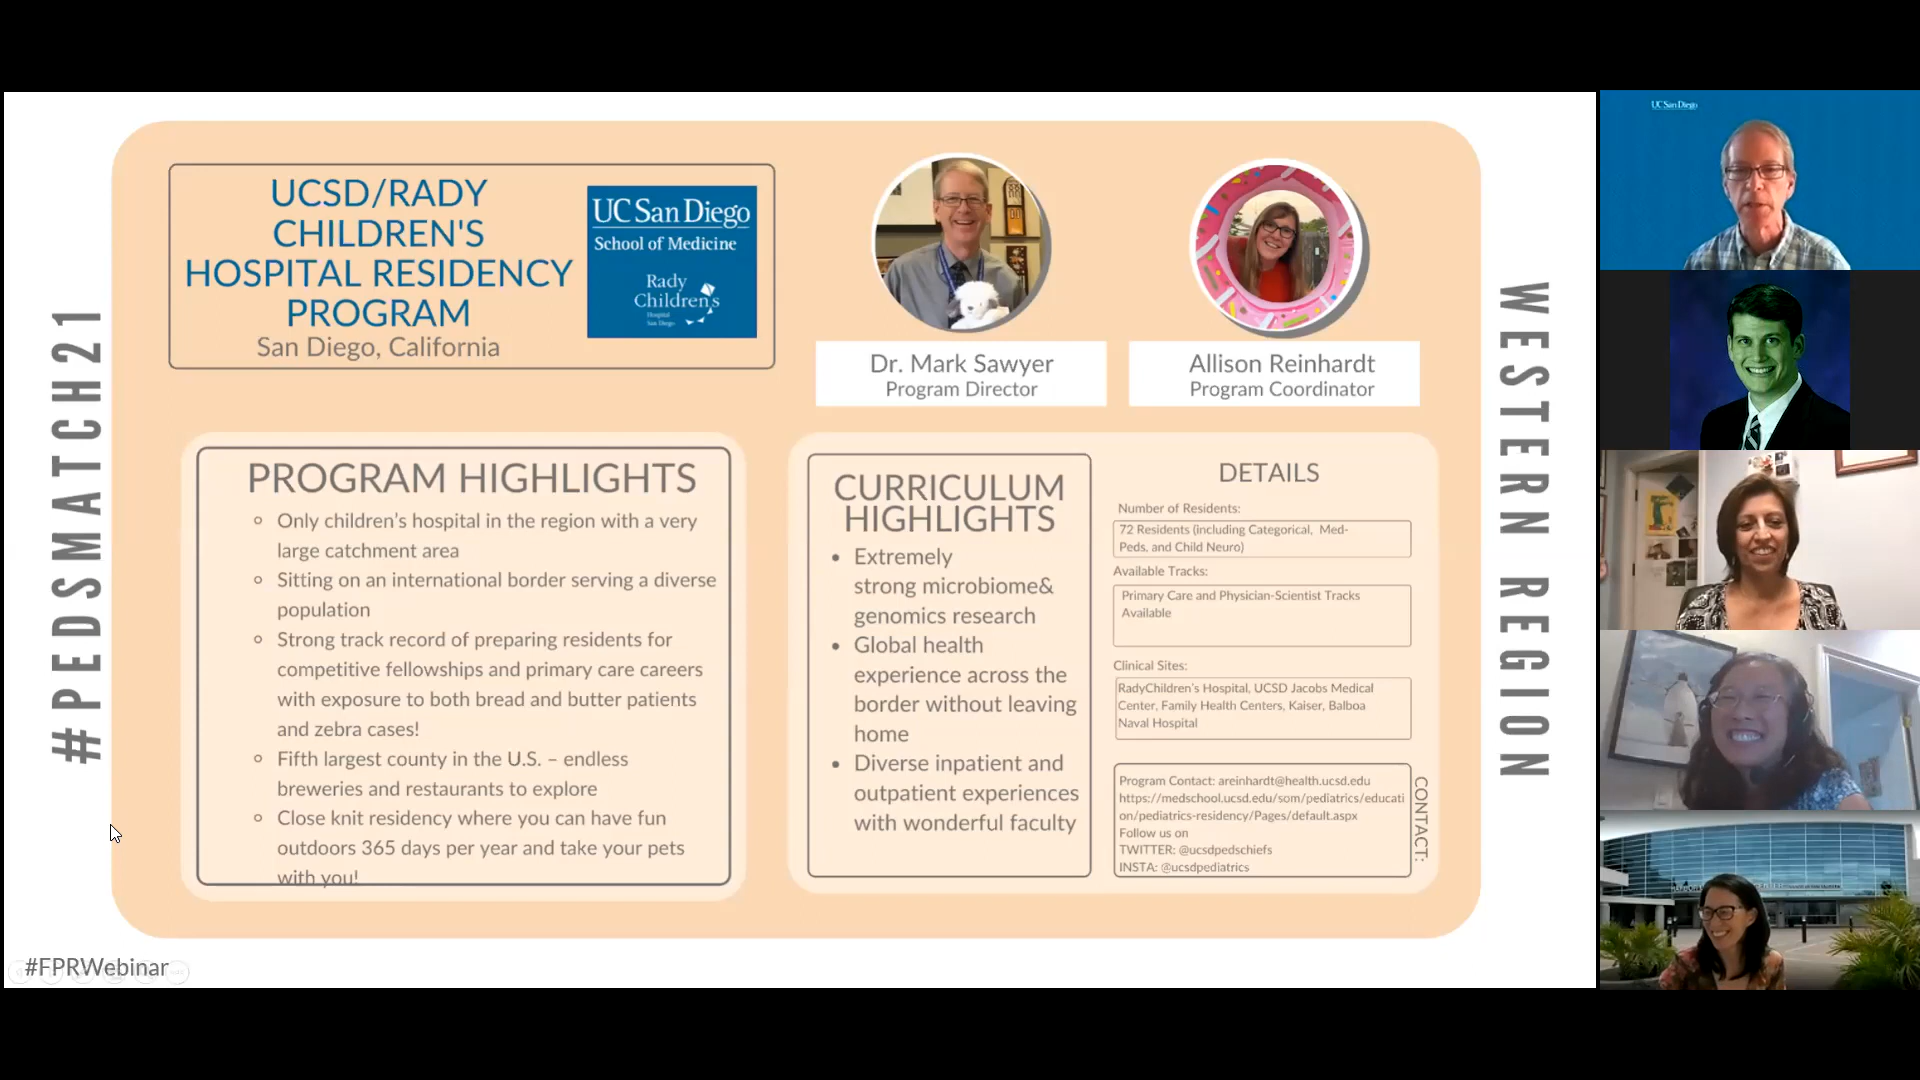 #PEDSMATCH21
UCSD/RADY
CHILDREN'S
HOSPITAL RESIDENCY
PROGRAM
San Diego, California
UC San Diego
School of Medicine
Rady
Children's
Hospital
San Diego
Dr. Mark Sawyer
Program Director
Allison Reinhardt
Program Coordinator
PROGRAM HIGHLIGHTS
Only children's hospital in the region with a very
large catchment area
Sitting on an international border serving a diverse
population
Strong track record of preparing residents for
competitive fellowships and primary care careers
with exposure to both bread and butter patients
and zebra cases!
Fifth largest county in the U.S. – endless
breweries and restaurants to explore
Close knit residency where you can have fun
outdoors 365 days per year and take your pets
with you!
CURRICULUM
HIGHLIGHTS
Extremely
strong microbiome&
genomics research
Global health
experience across the
border without leaving
home
Diverse inpatient and
outpatient experiences
with wonderful faculty
DETAILS
Number of Residents:
72 Residents (including Categorical, Med-
Peds, and Child Neuro)
Available Tracks:
Primary Care and Physician-Scientist Tracks
Available
Clinical Sites:
RadyChildren's Hospital, UCSD Jacobs Medical
Center, Family Health Centers, Kaiser, Balboa
Naval Hospital
Program Contact: areinhardt@health.ucsd.edu
https://medschool.ucsd.edu/som/pediatrics/educati
on/pediatrics-residency/Pages/default.aspx
Follow us on
TWITTER: @ucsdpedschiefs
INSTA: @ucsdpediatrics
CONTACT:
WESTERN REGION
#FPRWebinar
UC San Diego